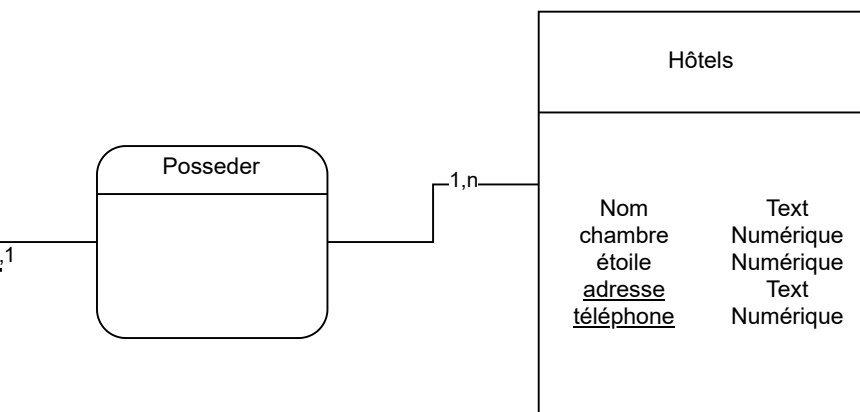 Hôtels
Posseder
1,n
,1
Nom Text
chambre Numérique
étoile Numérique
adresse Text
téléphone Numérique